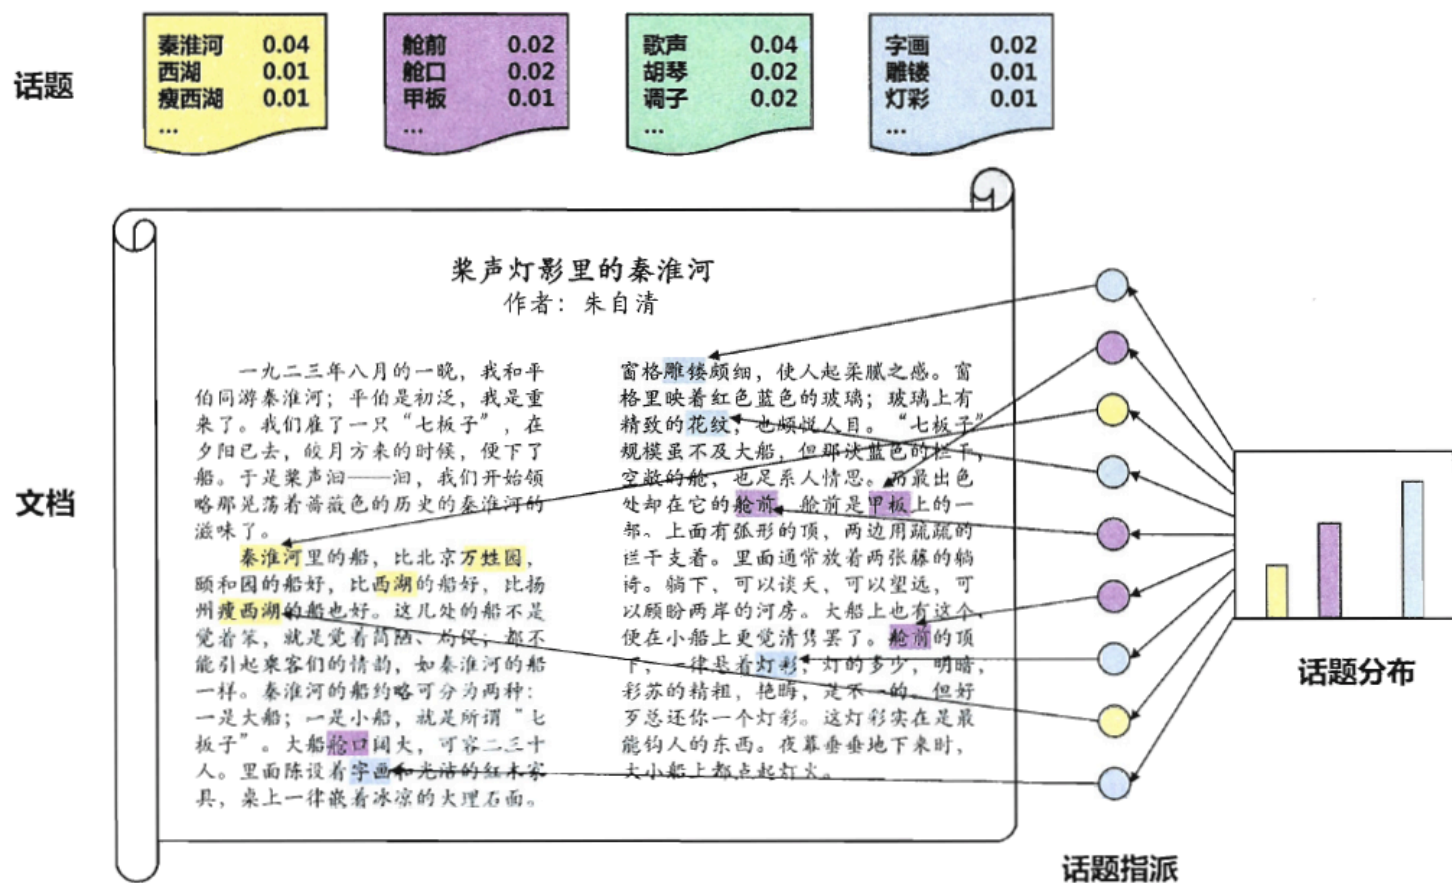 话题
秦淮河 0.04
西湖 0.01
瘦西湖 0.01
...
舱前 0.02
舱口 0.02
甲板 0.01
...
歌声 0.04
胡琴 0.02
调子 0.02
...
字画 0.02
雕镂 0.01
灯彩 0.01
...
文档
桨声灯影里的秦淮河
作者：朱自清
一九二三年八月的一晚，我和平
伯同游秦淮河；平伯是初泛，我是重
来了。我们雇了一只“七板子”，在
夕阳已去，皎月方来的时候，便下了
船。于是桨声汩——汩，我们开始领
略那晃荡着蔷薇色的历史的秦淮河的
滋味了。
秦淮河里的船，比北京万甡园，
颐和园的船好，比西湖的船好，比扬
州瘦西湖的船也好。这几处的船不是
觉着笨，就是觉着简陋、局促；都不
能引起乘客们的情韵，如秦淮河的船
一样。秦淮河的船约略可分为两种：
一是大船；一是小船，就是所谓“七
板子”。大船舱口阔大，可容二三十
人。里面陈设着字画和光洁的红木家
具，桌上一律嵌着冰凉的大理石面。
窗格雕镂颇细，使人起柔腻之感。窗
格里映着红色蓝色的玻璃；玻璃上有
精致的花纹，也颇悦人目。“七板子”
规模虽不及大船，但那淡蓝色的栏干，
空敞的舱，也足系人情思。而最出色
处却在它的舱前。舱前是甲板上的一
部。上面有弧形的顶，两边用疏疏的
栏干支着。里面通常放着两张藤的躺
椅。躺下，可以谈天，可以望远，可
以顾盼两岸的河房。大船上也有这个，
便在小船上更觉清隽罢了。舱前的顶
下，一律悬着灯彩；灯的多少，明暗，
彩苏的精粗，艳晦，是不一的。但好
歹总还你一个灯彩。这灯彩实在是最
能钩人的东西。夜幕垂垂地下来时，
大小船上都点起灯火。
话题指派
话题分布